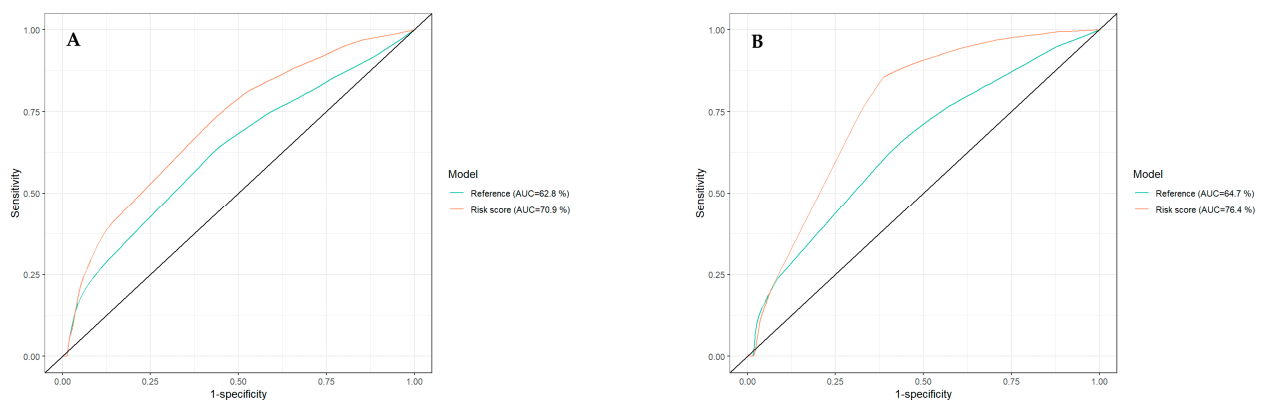 A
1.00
0.75
0.50
0.25
0.00
Sensitivity
0.00 0.25 0.50 0.75 1.00
1-specificity
Model
Reference (AUC=62.8 %)
Risk score (AUC=70.9 %)
B
1.00
0.75
0.50
0.25
0.00
Sensitivity
0.00 0.25 0.50 0.75 1.00
1-specificity
Model
Reference (AUC=64.7 %)
Risk score (AUC=76.4 %)